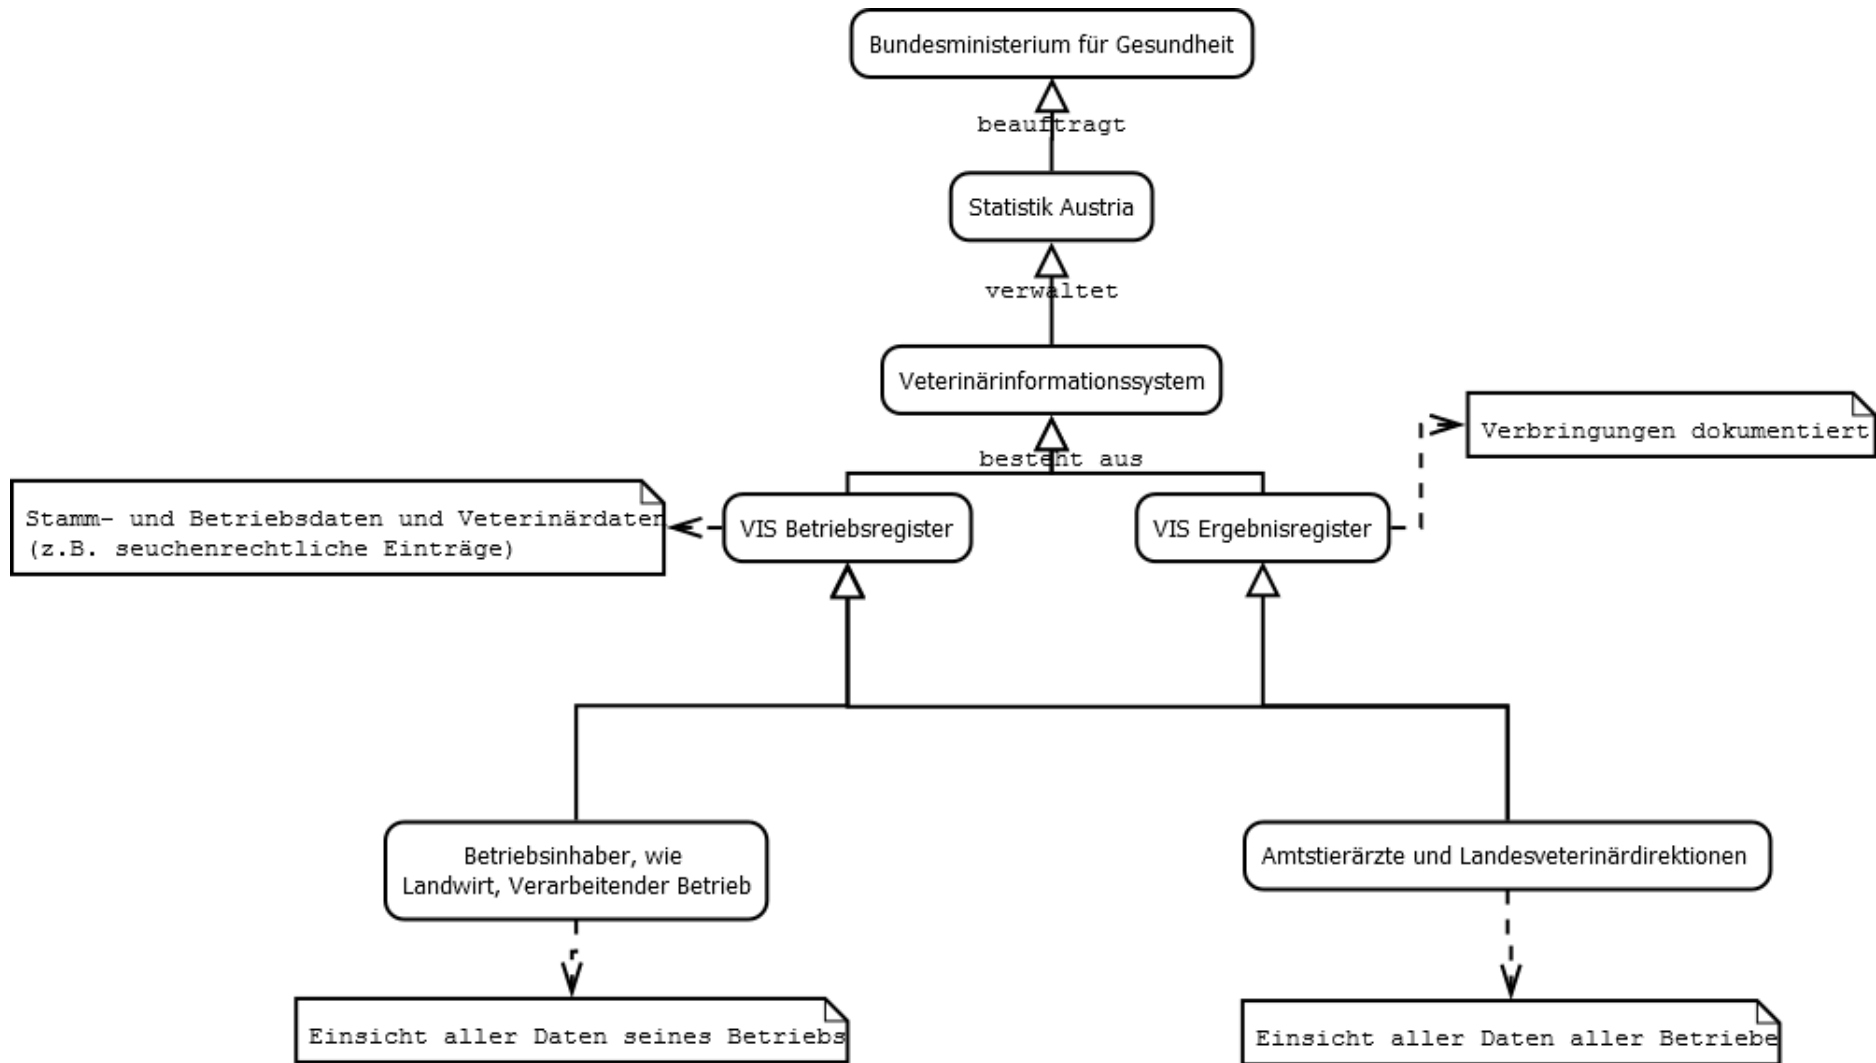 Bundesministerium für Gesundheit
beauftragt
Statistik Austria
verwaltet
Veterinärinformationssystem
Verbringungen dokumentiert
besteht aus
Stamm- und Betriebsdaten und Veterinärdaten
(z.B. seuchenrechtliche Einträge)
VIS Betriebsregister
VIS Ergebnisregister
Betriebsinhaber, wie
Landwirt, Verarbeitender Betrieb
Amtstierärzte und Landesveterinärdirektionen
Einsicht aller Daten seines Betriebs
Einsicht aller Daten aller Betriebe